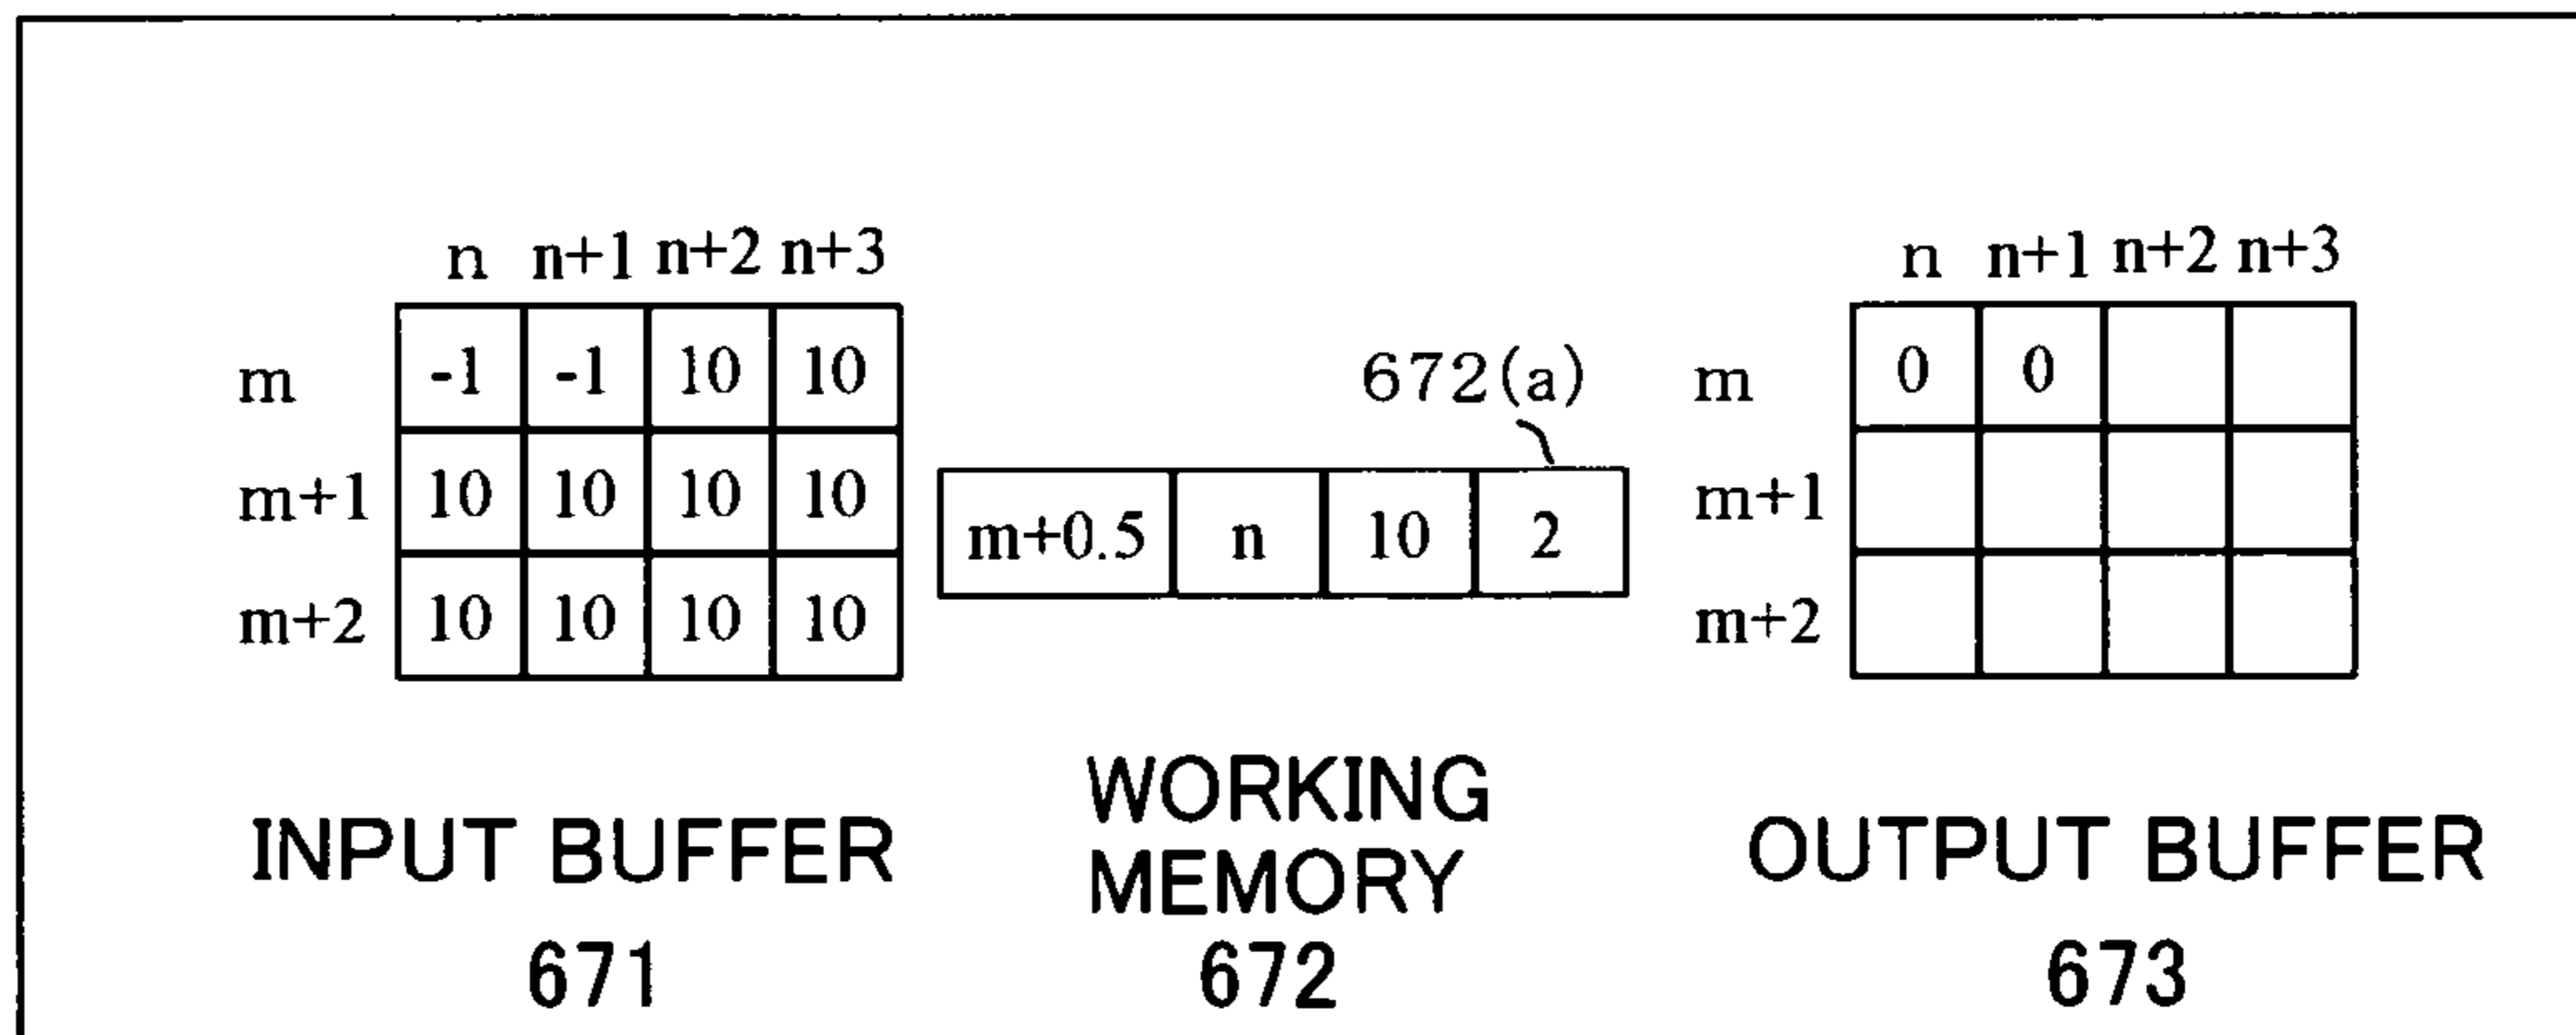 n n+1 n+2 n+3
m -1 -1 10 10
m+1 10 10 10 10
m+2 10 10 10 10
INPUT BUFFER
671
672(a)
m+0.5 n 10 2
WORKING
MEMORY
672
n n+1 n+2 n+3
m 0 0
m+1
m+2
OUTPUT BUFFER
673